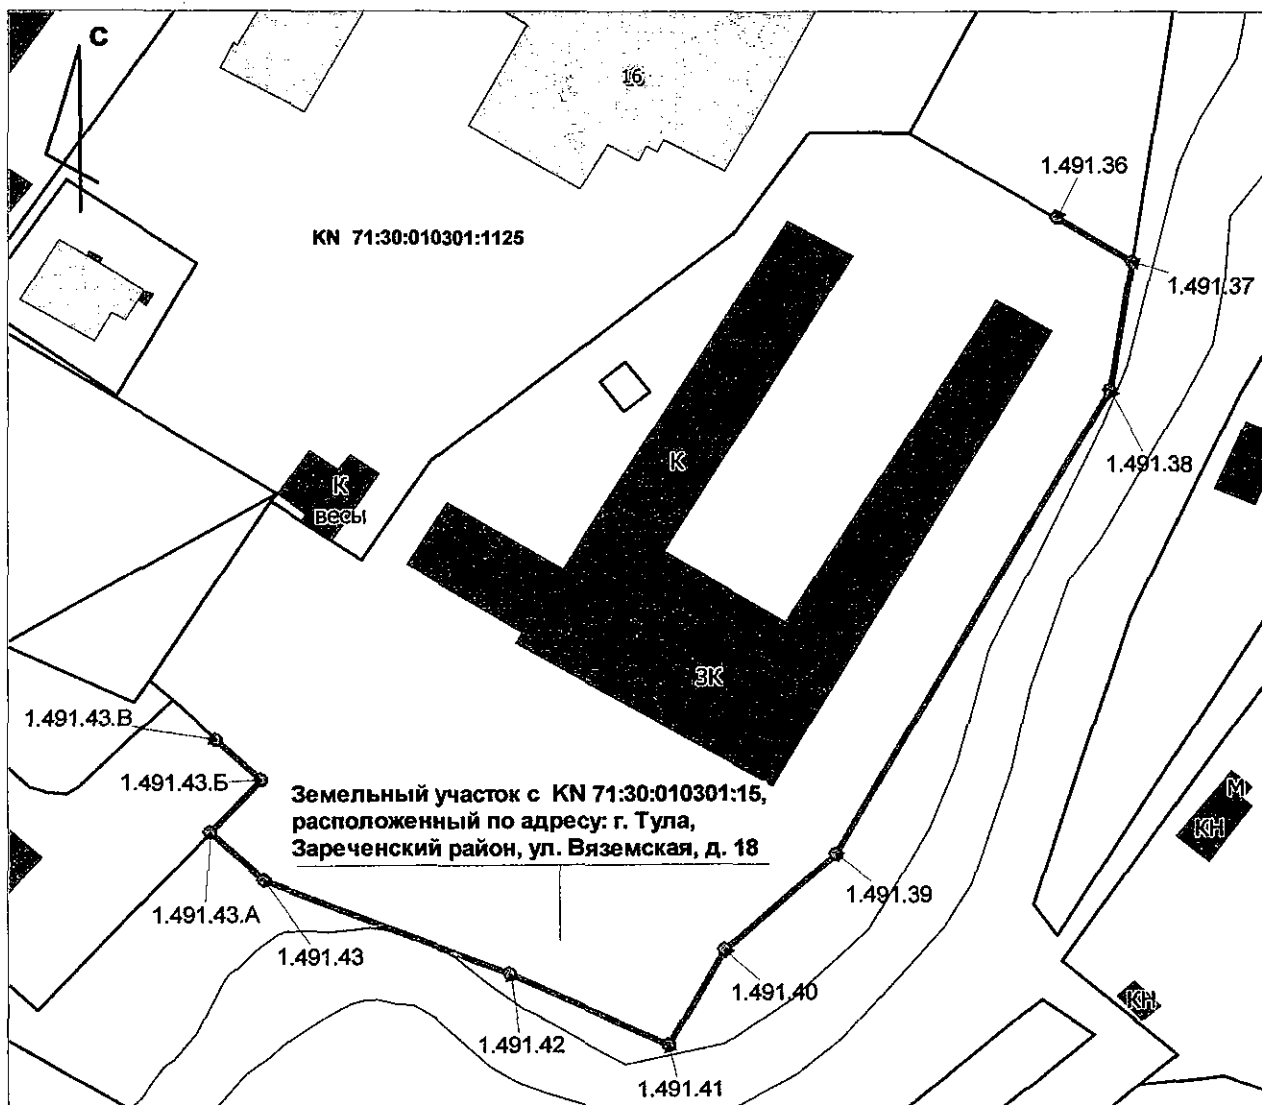 С
16
1.491.36
KN 71:30:010301:1125
1.491.37
К
1.491.38
К
весы
3К
1.491.43.В
1.491.43.Б
Земельный участок с KN 71:30:010301:15,
расположенный по адресу: г. Тула,
Зареченский район, ул. Вяземская, д. 18
М
КН
1.491.39
1.491.43.А
1.491.43
1.491.40
КН
1.491.42
1.491.41